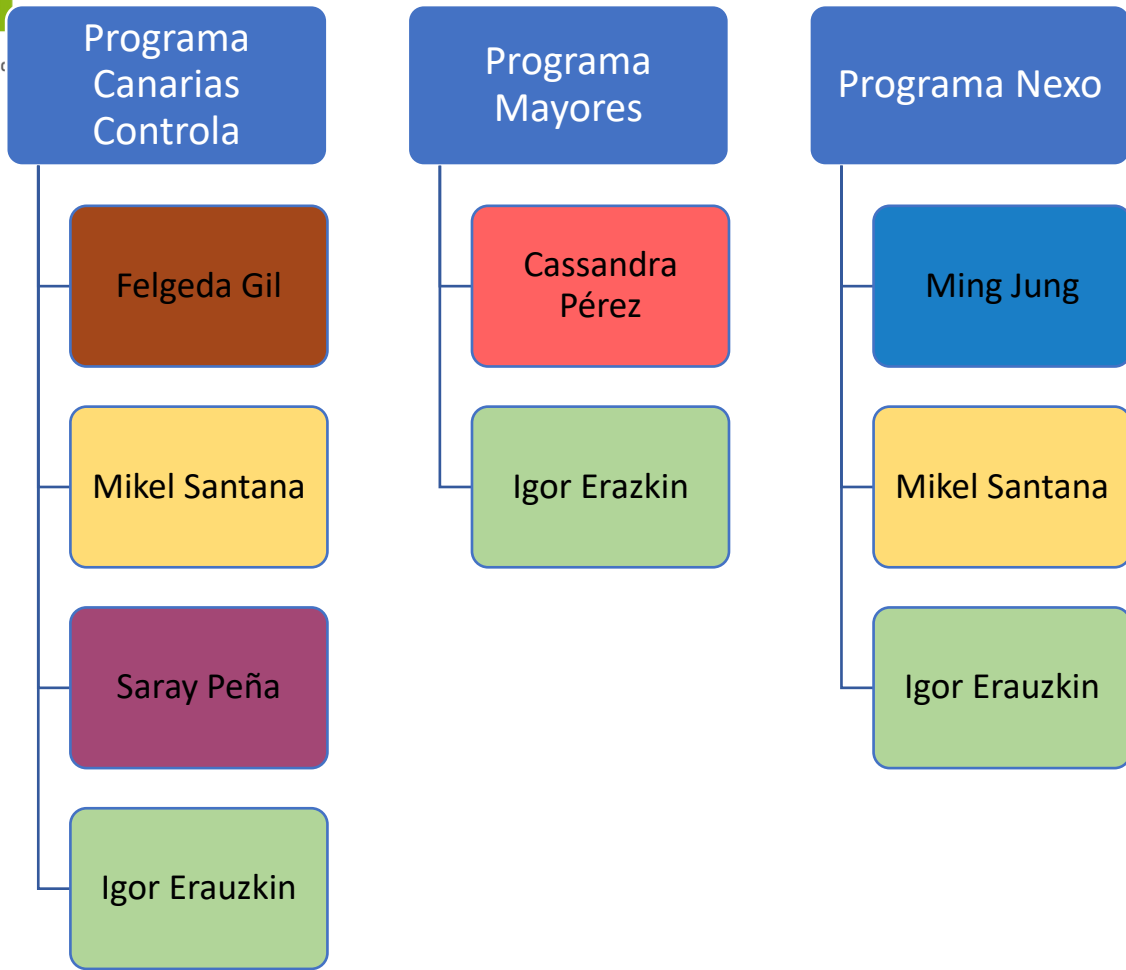 Programa
Canarias
Controla
Felgeda Gil
Mikel Santana
Saray Peña
Igor Erauzkin
Programa
Mayores
Cassandra
Pérez
Igor Erazkin
Programa Nexo
Ming Jung
Mikel Santana
Igor Erauzkin